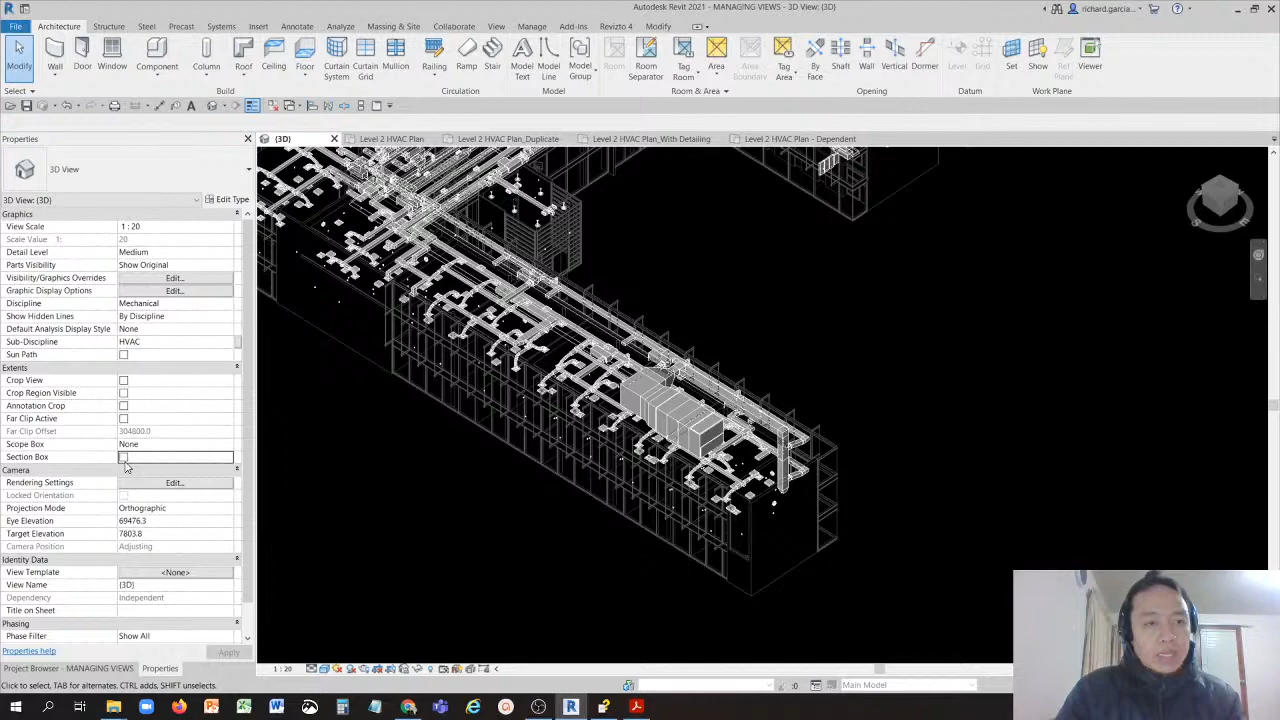 Autodesk Revit 2021 - MANAGING VIEWS - 3D View: {3D}
richard.garcia...
File Architecture Structure Steel Precast Systems Insert Annotate Analyze Massing & Site Collaborate View Manage Add-Ins Revizto 4 Modify
Modify Wall Door Window Component Column Roof Ceiling Floor Curtain System Curtain Grid Mullion Railing Ramp Stair Model Text Model Line Model Group Room Room Separator Tag Room Area Area Boundary Tag Area By Face Shaft Wall Vertical Dormer Level Grid Set Show Ref Plane Viewer
Select Build Circulation Model Room & Area Opening Datum Work Plane
Properties
{3D} Level 2 HVAC Plan Level 2 HVAC Plan_Duplicate Level 2 HVAC Plan_With Detailing Level 2 HVAC Plan - Dependent
3D View
3D View: {3D} Edit Type
Graphics
View Scale 1 : 20
Scale Value 1: 20
Detail Level Medium
Parts Visibility Show Original
Visibility/Graphics Overrides Edit...
Graphic Display Options Edit...
Discipline Mechanical
Show Hidden Lines By Discipline
Default Analysis Display Style None
Sub-Discipline HVAC
Sun Path
Extents
Crop View
Crop Region Visible
Annotation Crop
Far Clip Active
Far Clip Offset 304800.0
Scope Box None
Section Box
Camera
Rendering Settings Edit...
Locked Orientation
Projection Mode Orthographic
Eye Elevation 69476.3
Target Elevation 7803.8
Camera Position Adjusting
Identity Data
View Template <None>
View Name {3D}
Dependency Independent
Title on Sheet
Phasing
Phase Filter Show All
Properties help Apply
Project Browser - MANAGING VIEWS Properties
1 : 20
Click to select, TAB for alternates, CTRL adds, SHIFT unselects.
:0 Main Model